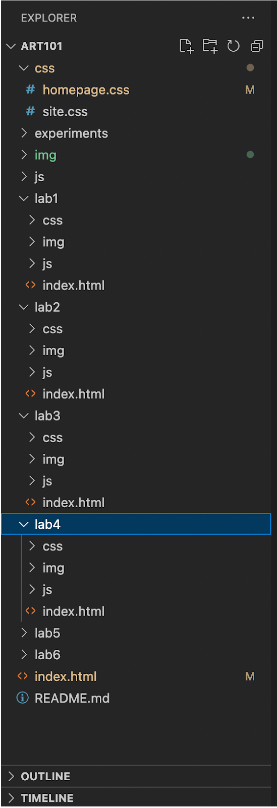 EXPLORER ...
ART101
css
# homepage.css M
# site.css
experiments
img
js
lab1
css
img
js
<> index.html
lab2
css
img
js
<> index.html
lab3
css
img
js
<> index.html
lab4
css
img
js
<> index.html
lab5
lab6
<> index.html M
README.md
OUTLINE
TIMELINE